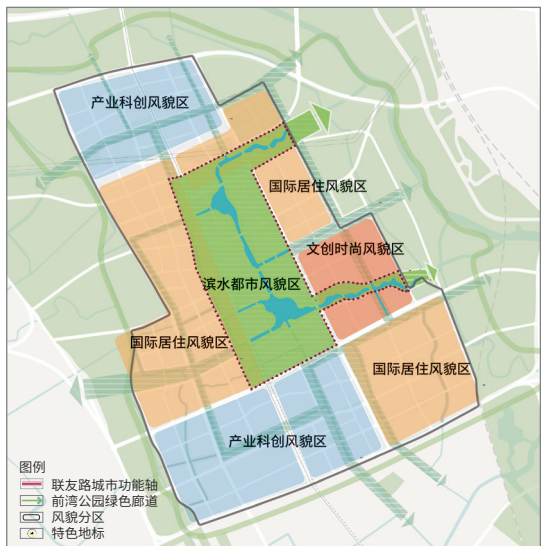 产业科创风貌区
国际居住风貌区
文创时尚风貌区
滨水都市风貌区
国际居住风貌区
国际居住风貌区
产业科创风貌区
图例
联友路城市功能轴
前湾公园绿色廊道
风貌分区
特色地标